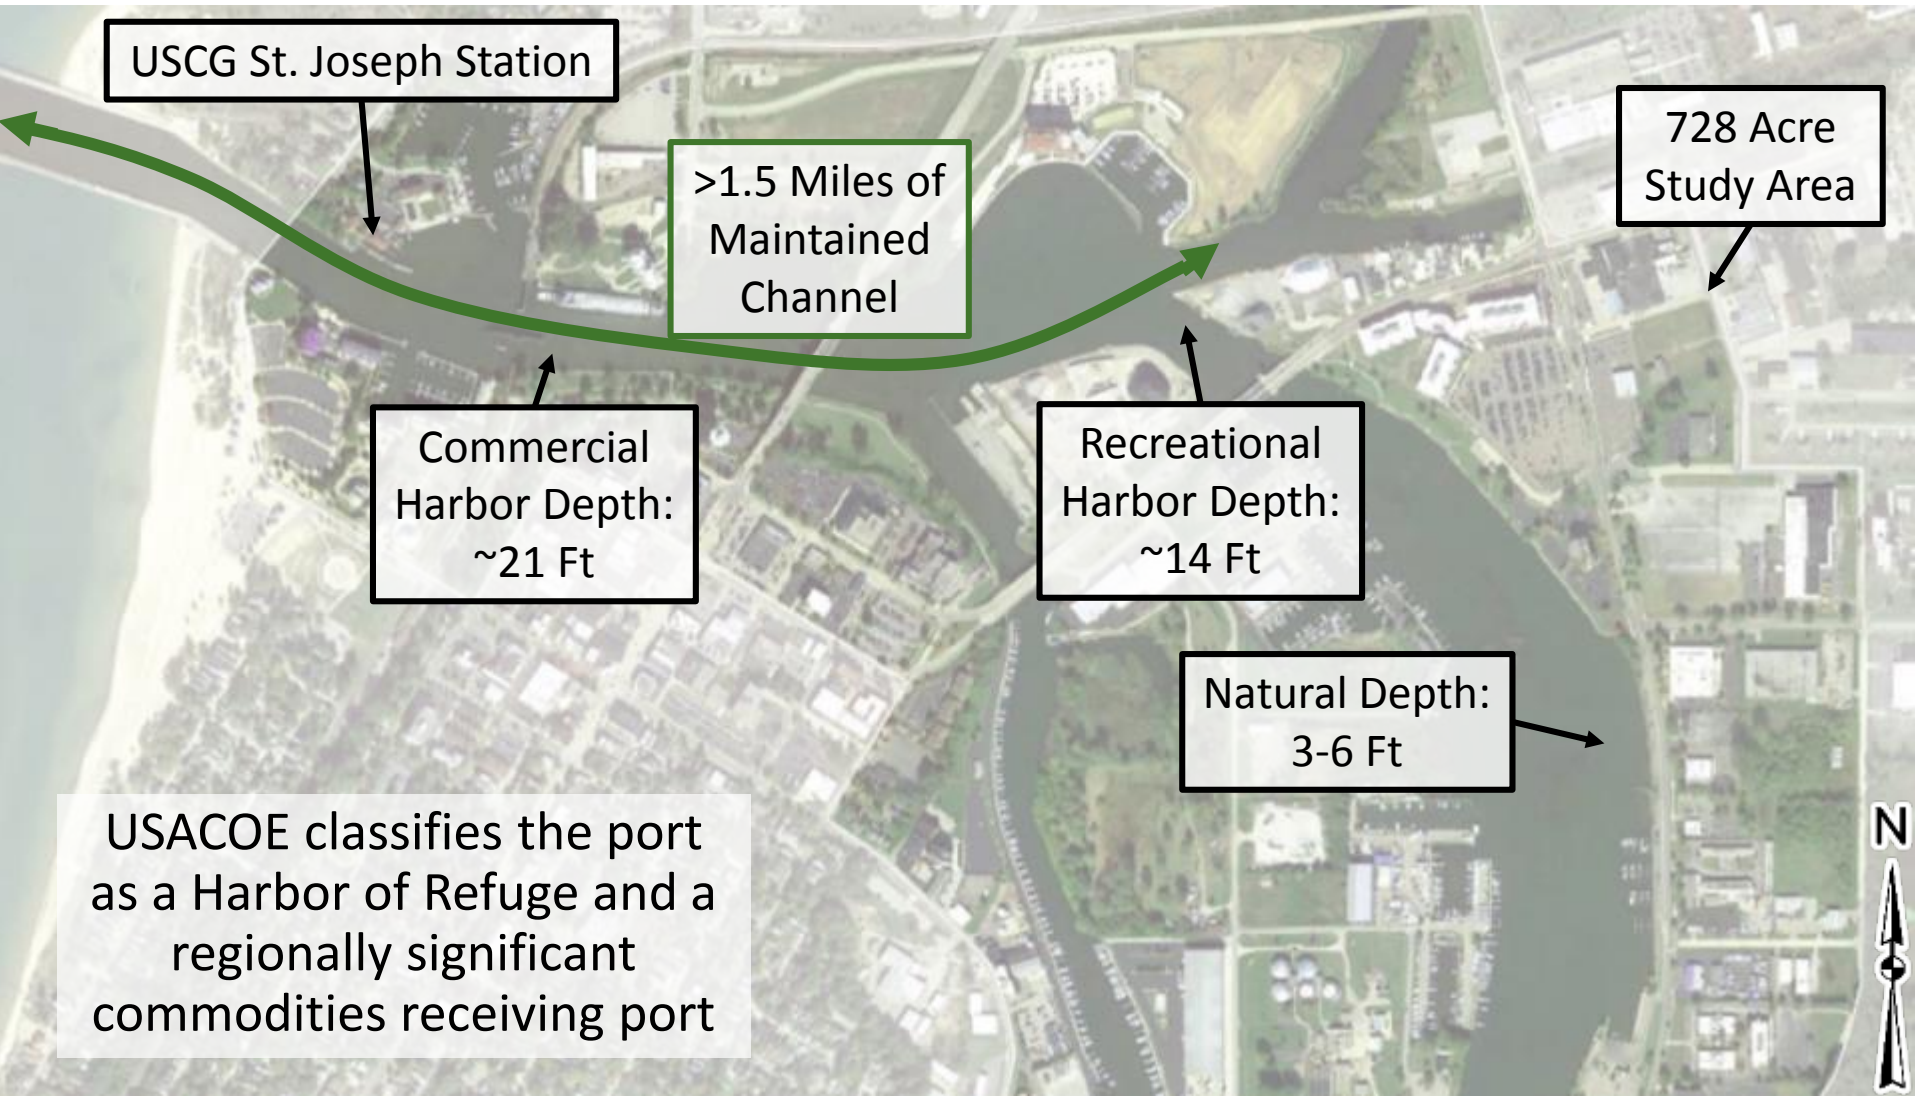 USCG St. Joseph Station
>1.5 Miles of
Maintained
Channel
728 Acre
Study Area
Commercial
Harbor Depth:
~21 Ft
Recreational
Harbor Depth:
~14 Ft
Natural Depth:
3-6 Ft
USACOE classifies the port
as a Harbor of Refuge and a
regionally significant
commodities receiving port
N